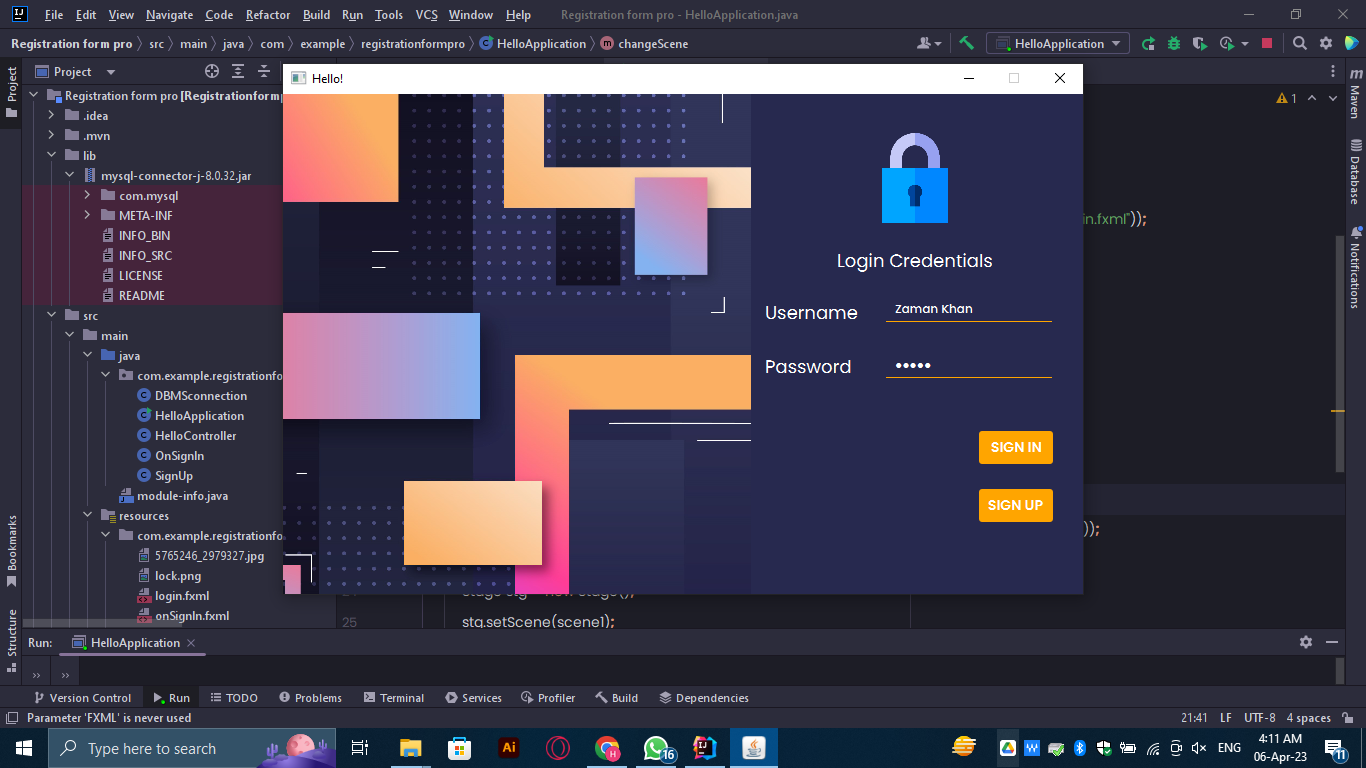 File Edit View Navigate Code Refactor Build Run Tools VCS Window Help Registration form pro - HelloApplication.java
Registration form pro src main java com example registrationformpro HelloApplication m changeScene HelloApplication
Project
Project
Hello!
Registration form pro [Registrationform
1
m
Maven
.idea
.mvn
lib
mysql-connector-j-8.0.32.jar
Database
com.mysql
META-INF
in.fxml"));
INFO_BIN
Notifications
INFO_SRC
LICENSE
README
Login Credentials
Username Zaman Khan
Password •••••
SIGN IN
SIGN UP
src
main
java
com.example.registrationfo
C DBMSconnection
C HelloApplication
C HelloController
C OnSignIn
C SignUp
module-info.java
resources
com.example.registrationfo
));
5765246_2979327.jpg
lock.png
login.fxml
onSignIn.fxml
Bookmarks
Structure
25 stg.setScene(scene1);
Run: HelloApplication
» »
Version Control Run TODO Problems Terminal Services Profiler Build Dependencies
Parameter 'FXML' is never used 21:41 LF UTF-8 4 spaces
Type here to search
Ai
16
W
ENG
4:11 AM
06-Apr-23
11